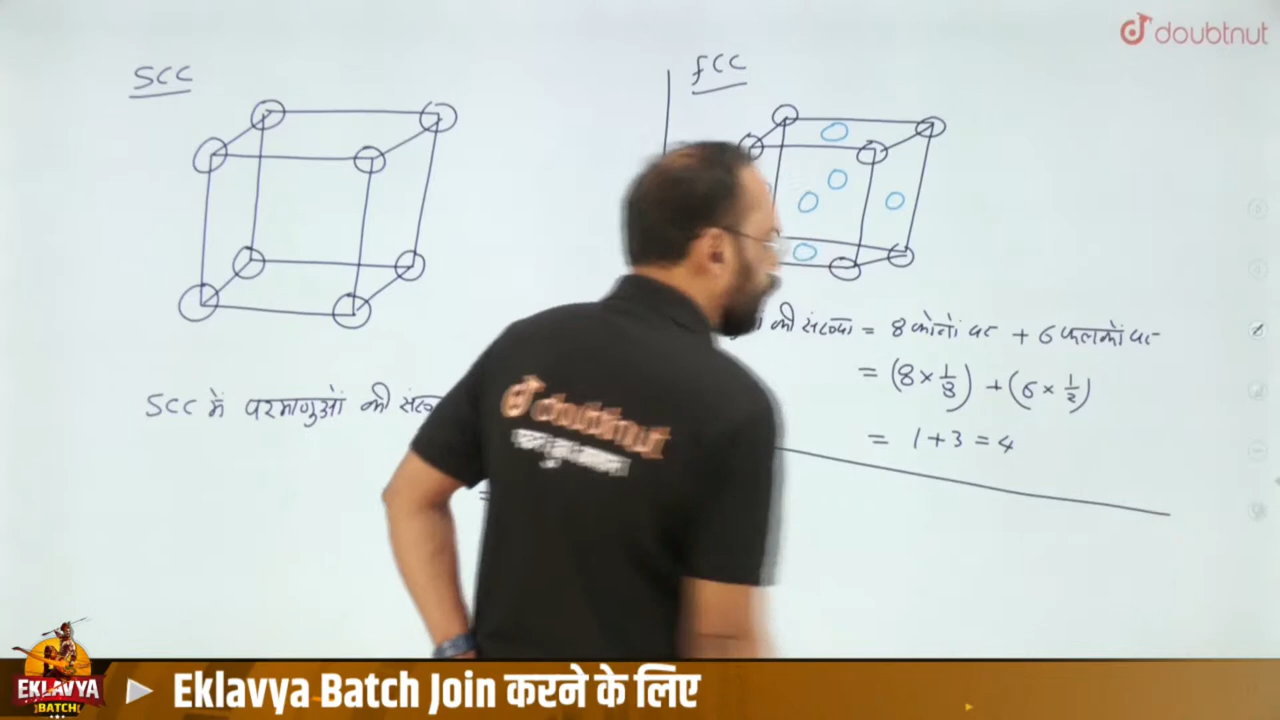 doubtnut
SCC
FCC
की संख्या = 8 कोनों पर + 6 फलकों पर
= (8 × 1/8) + (6 × 1/2)
= 1 + 3 = 4
SCC में परमाणुओं की
=
doubtnut
EKLAVYA
BATCH
Eklavya Batch Join करने के लिए